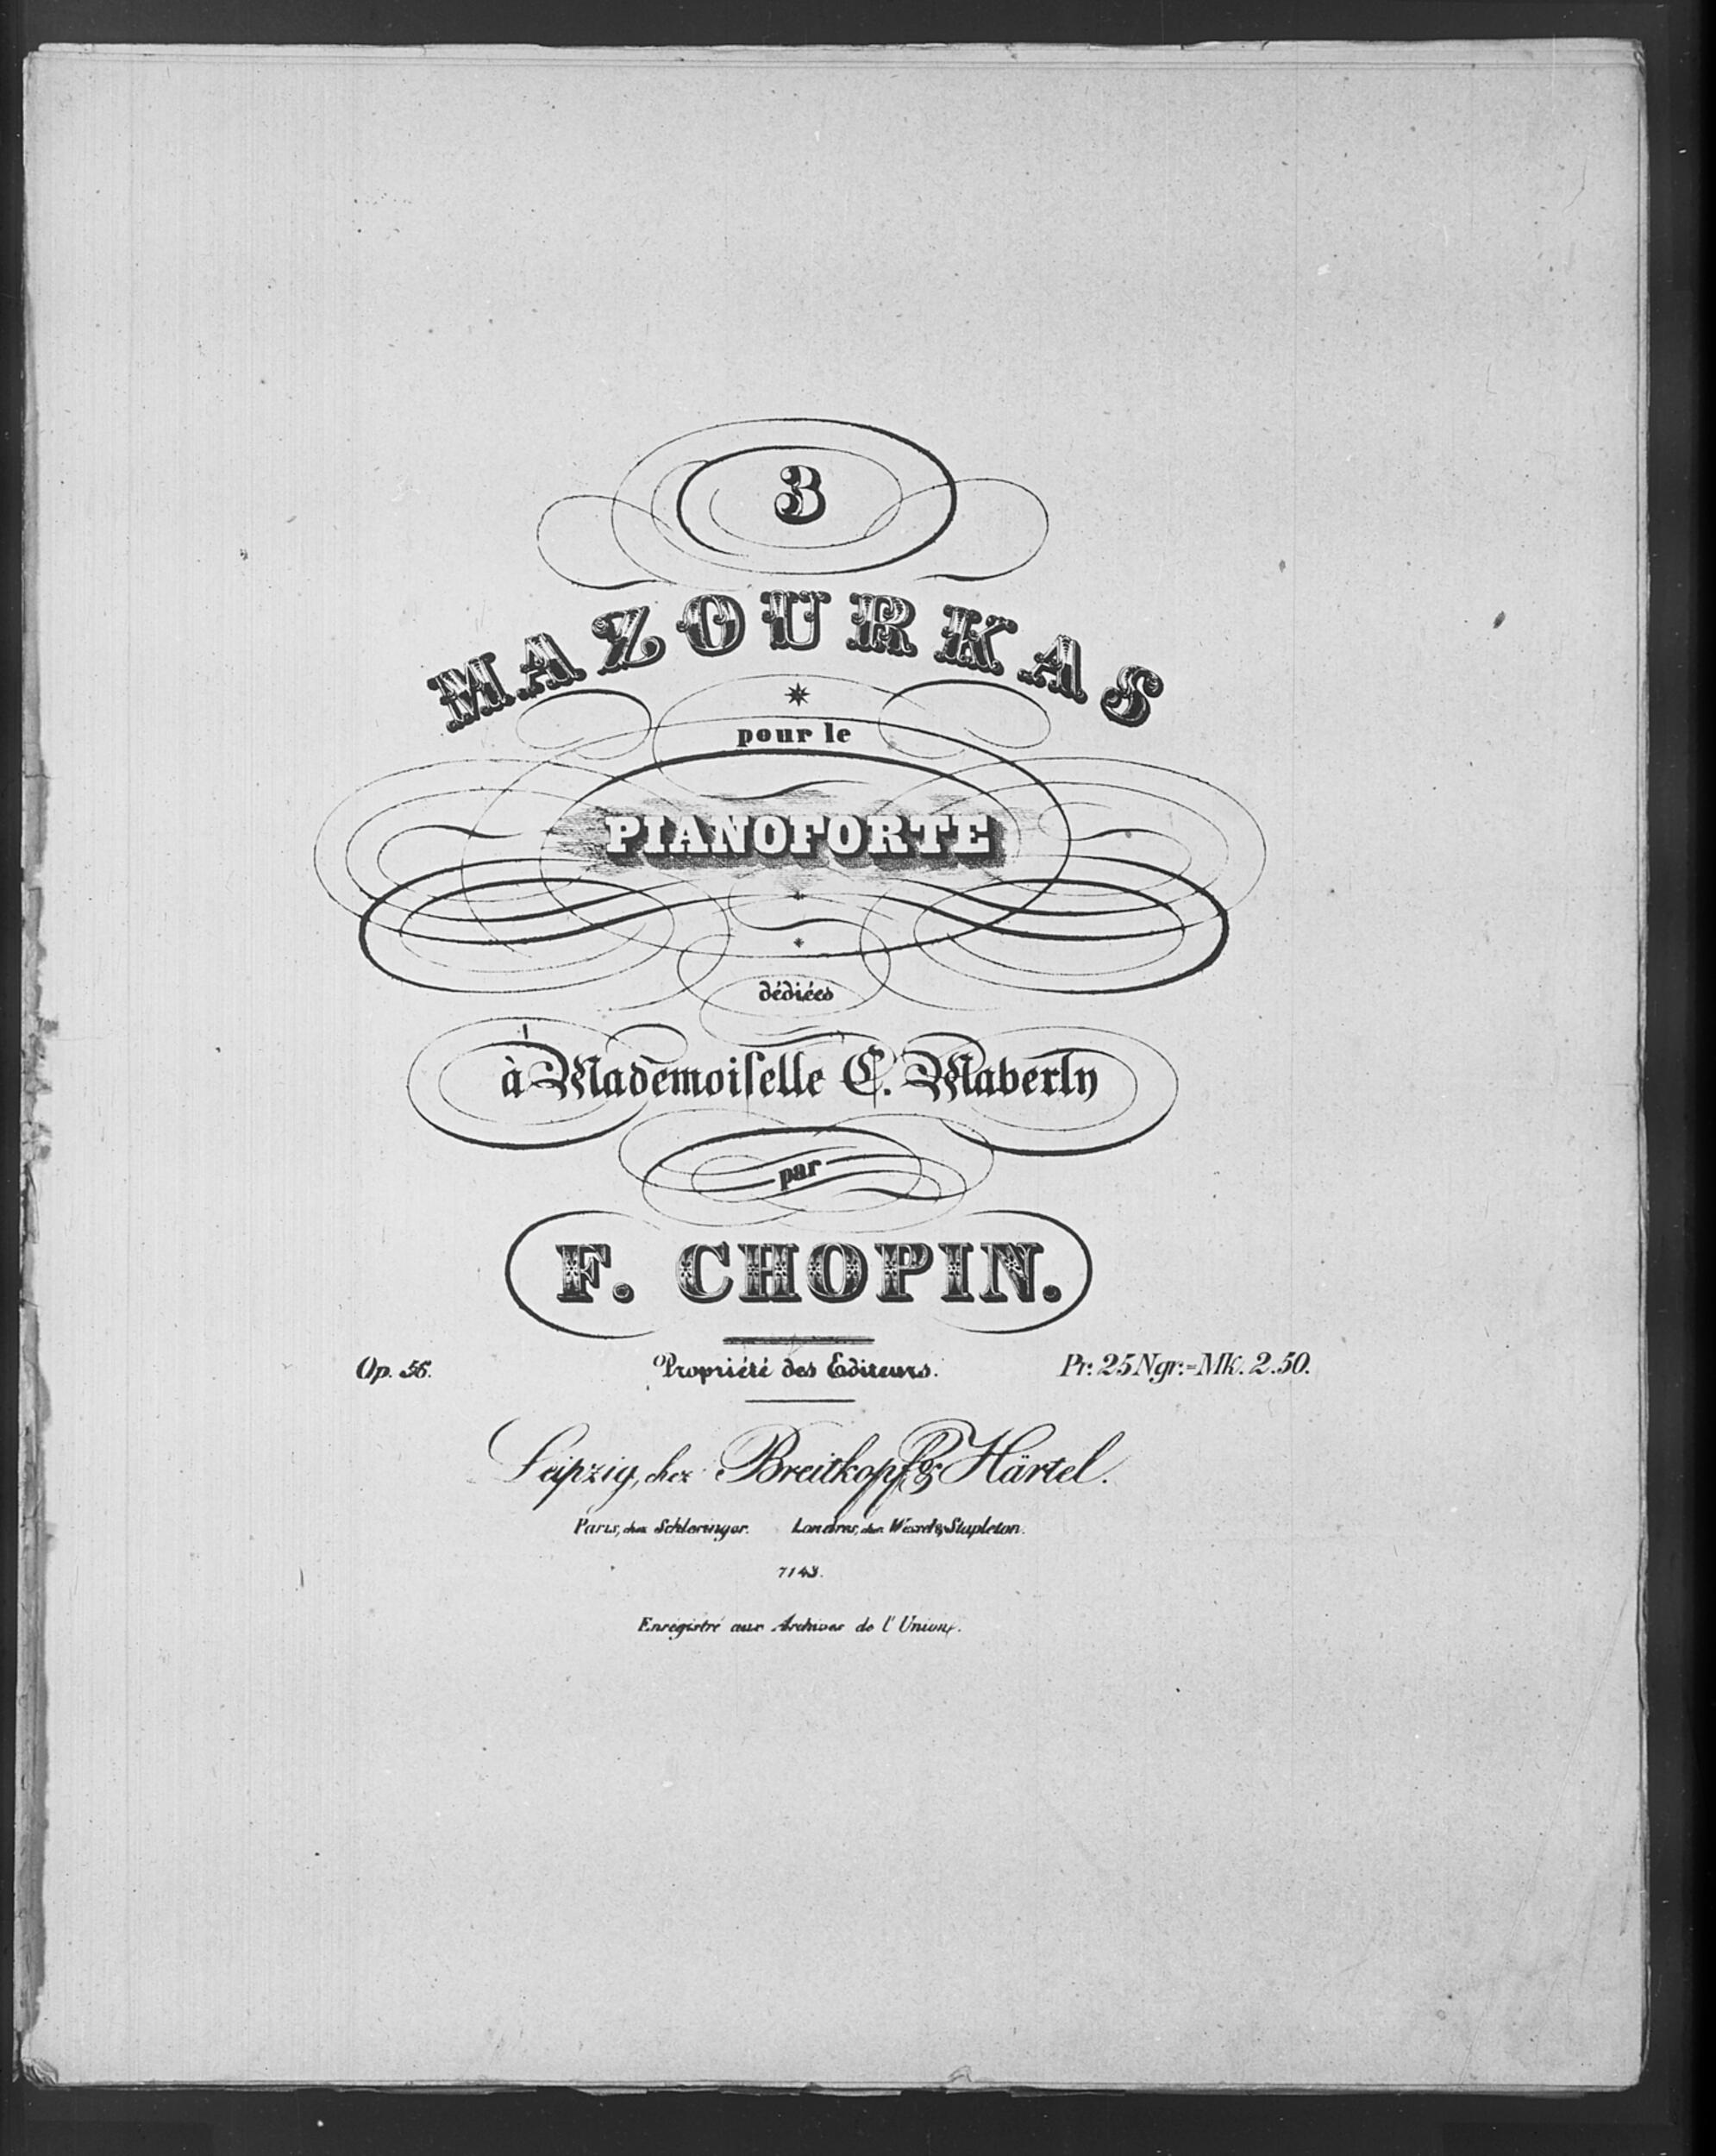 3
MAZOURKAS
pour le
PIANOFORTE
dédiées
à Mademoiselle C. Maberly
par
F. CHOPIN.
Op. 56. Propriété des Editeurs. Pr: 25 Ngr: = Mk. 2.50.
Leipzig, chez Breitkopf & Härtel.
Paris, chez Schlesinger. Londres, chez Wessel & Stapleton.
7143.
Enregistré aux Archives de l'Union.